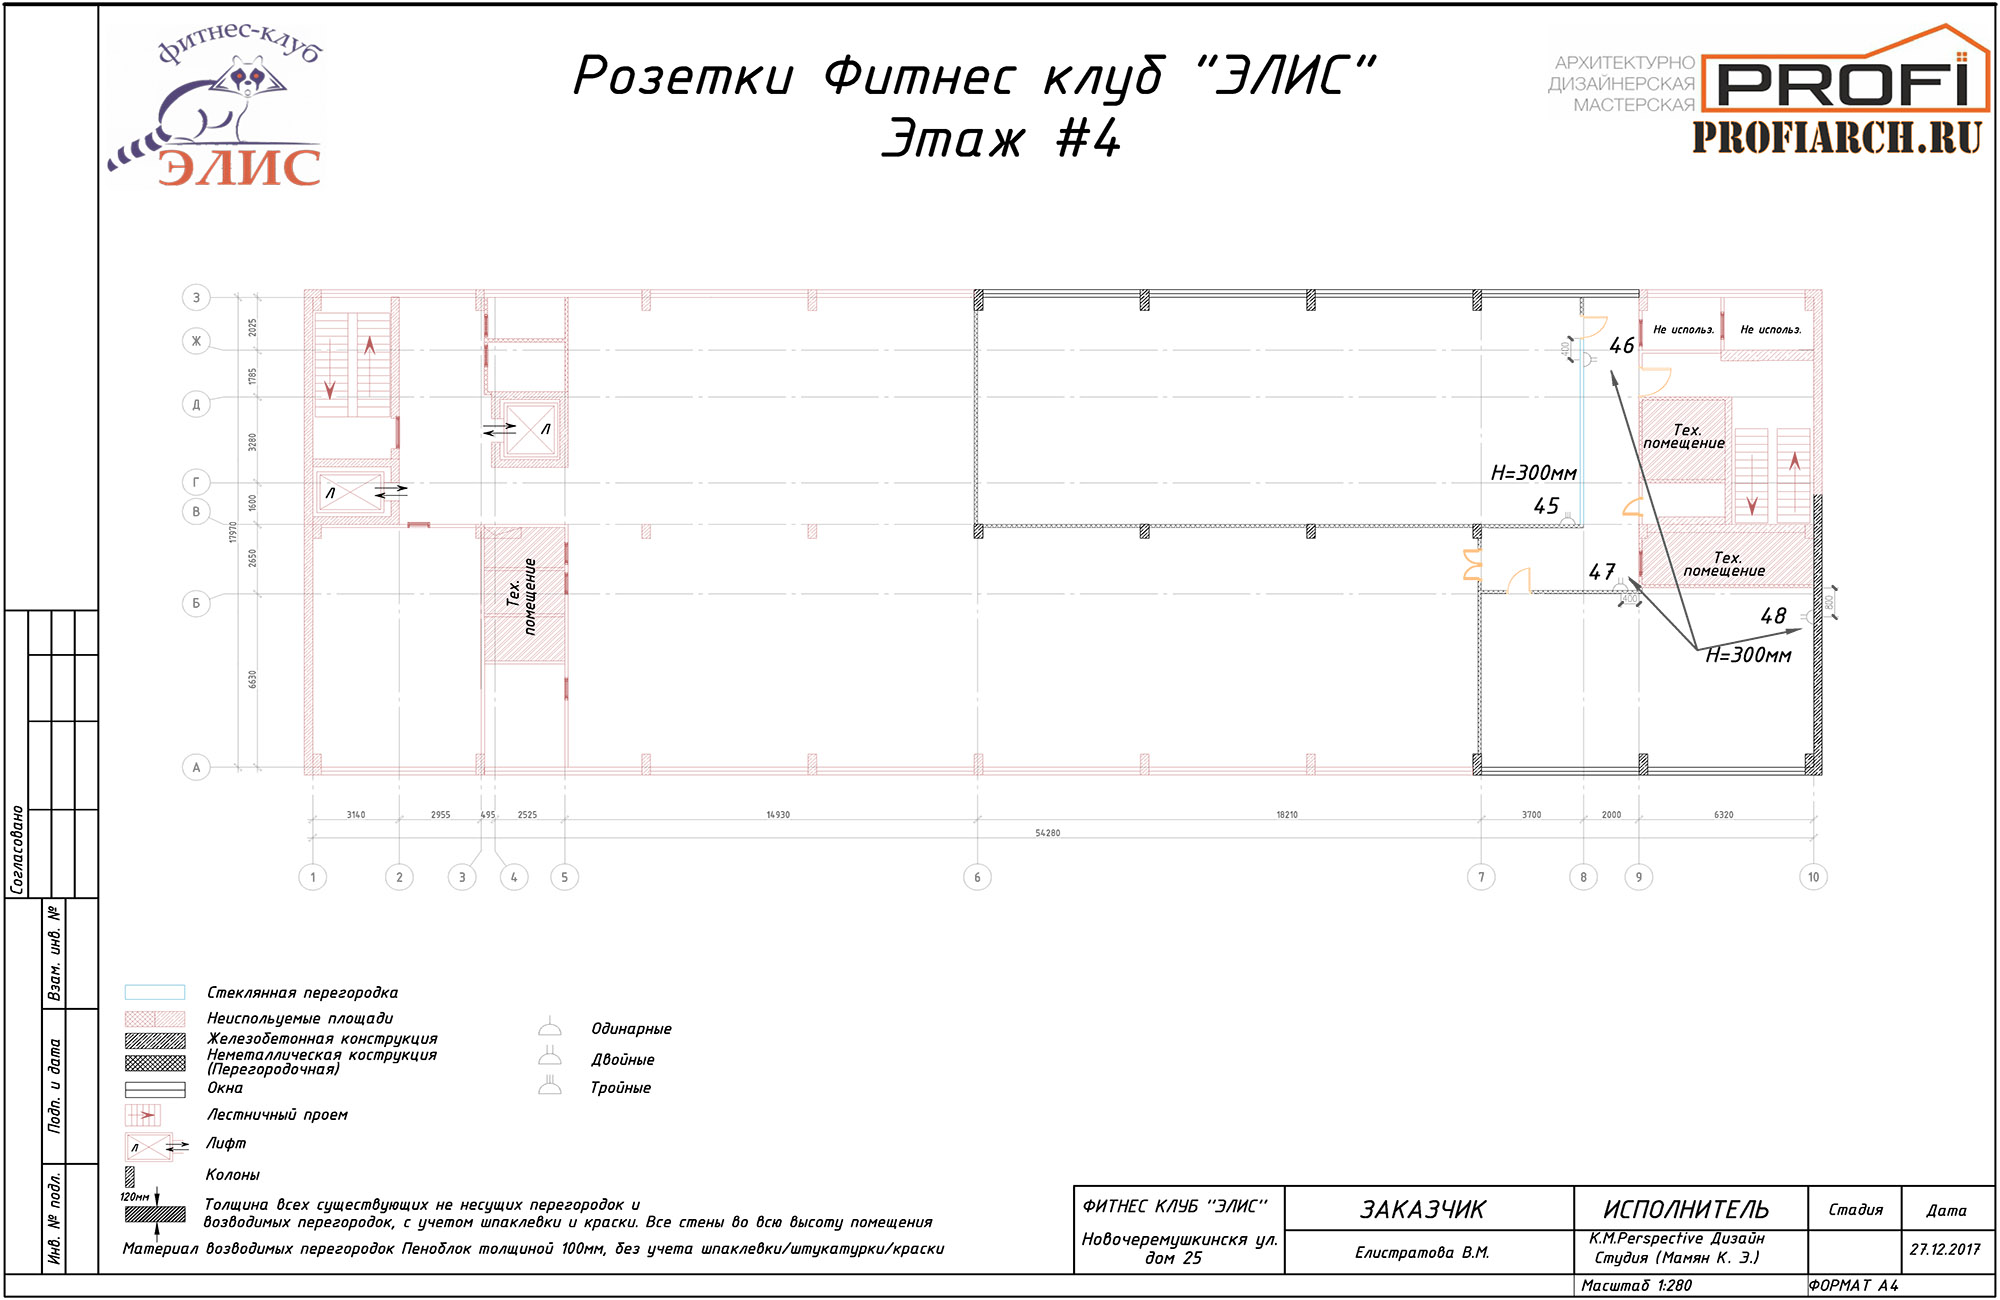 фитнес-клуб
ЭЛИС
Розетки Фитнес клуб "ЭЛИС"
Этаж #4
АРХИТЕКТУРНО
ДИЗАЙНЕРСКАЯ
МАСТЕРСКАЯ
PROFI
PROFIARCH.RU
З
Ж
Д
Г
В
Б
А
2025
1785
3280
1600
2650
6630
17970
Л
Л
Тех.
помещение
Не использ.
Не использ.
46
400
Тех.
помещение
H=300мм
45
47
400
Тех.
помещение
48
800
H=300мм
3140
2955
495
2525
14930
18210
3700
2000
6320
54280
1
2
3
4
5
6
7
8
9
10
Согласовано
Взам. инв. №
Подп. и дата
Инв. № подл.
Стеклянная перегородка
Неиспольуемые площади
Железобетонная конструкция
Неметаллическая кострукция
(Перегородочная)
Окна
Лестничный проем
Л
Лифт
Колоны
120мм
Толщина всех существующих не несущих перегородок и
возводимых перегородок, с учетом шпаклевки и краски. Все стены во всю высоту помещения
Материал возводимых перегородок Пеноблок толщиной 100мм, без учета шпаклевки/штукатурки/краски
Одинарные
Двойные
Тройные
ФИТНЕС КЛУБ "ЭЛИС"
Новочеремушкинскя ул.
дом 25
ЗАКАЗЧИК
Елистратова В.М.
ИСПОЛНИТЕЛЬ
K.M.Perspective Дизайн
Студия (Мамян К. Э.)
Стадия
Дата
27.12.2017
Масштаб 1:280
ФОРМАТ А4